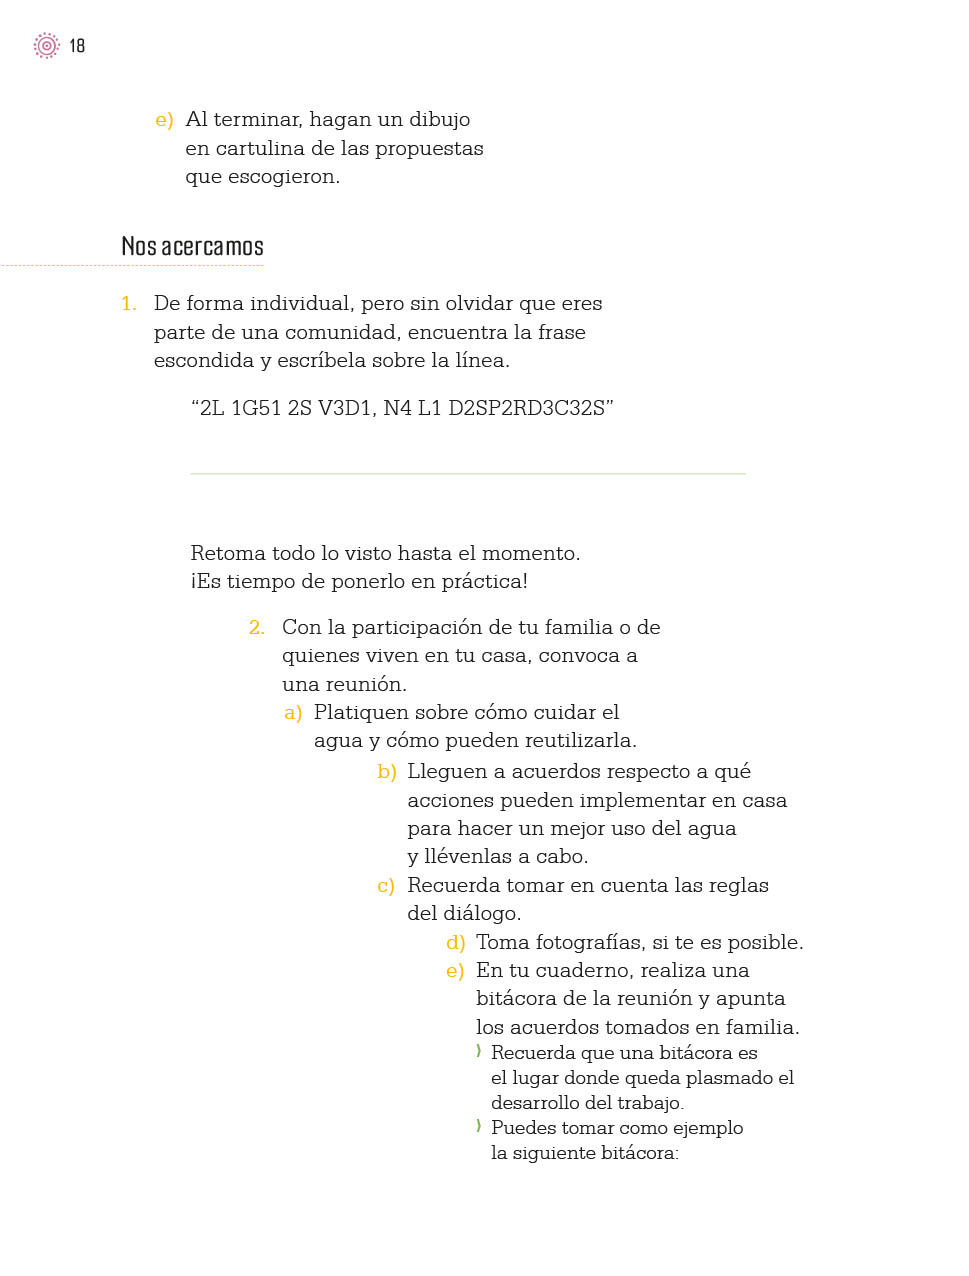 18
e) Al terminar, hagan un dibujo
en cartulina de las propuestas
que escogieron.
Nos acercamos
1. De forma individual, pero sin olvidar que eres
parte de una comunidad, encuentra la frase
escondida y escríbela sobre la línea.
“2L 1G51 2S V3D1, N4 L1 D2SP2RD3C32S”
Retoma todo lo visto hasta el momento.
¡Es tiempo de ponerlo en práctica!
2. Con la participación de tu familia o de
quienes viven en tu casa, convoca a
una reunión.
a) Platiquen sobre cómo cuidar el
agua y cómo pueden reutilizarla.
b) Lleguen a acuerdos respecto a qué
acciones pueden implementar en casa
para hacer un mejor uso del agua
y llévenlas a cabo.
c) Recuerda tomar en cuenta las reglas
del diálogo.
d) Toma fotografías, si te es posible.
e) En tu cuaderno, realiza una
bitácora de la reunión y apunta
los acuerdos tomados en familia.
⟩ Recuerda que una bitácora es
el lugar donde queda plasmado el
desarrollo del trabajo.
⟩ Puedes tomar como ejemplo
la siguiente bitácora: